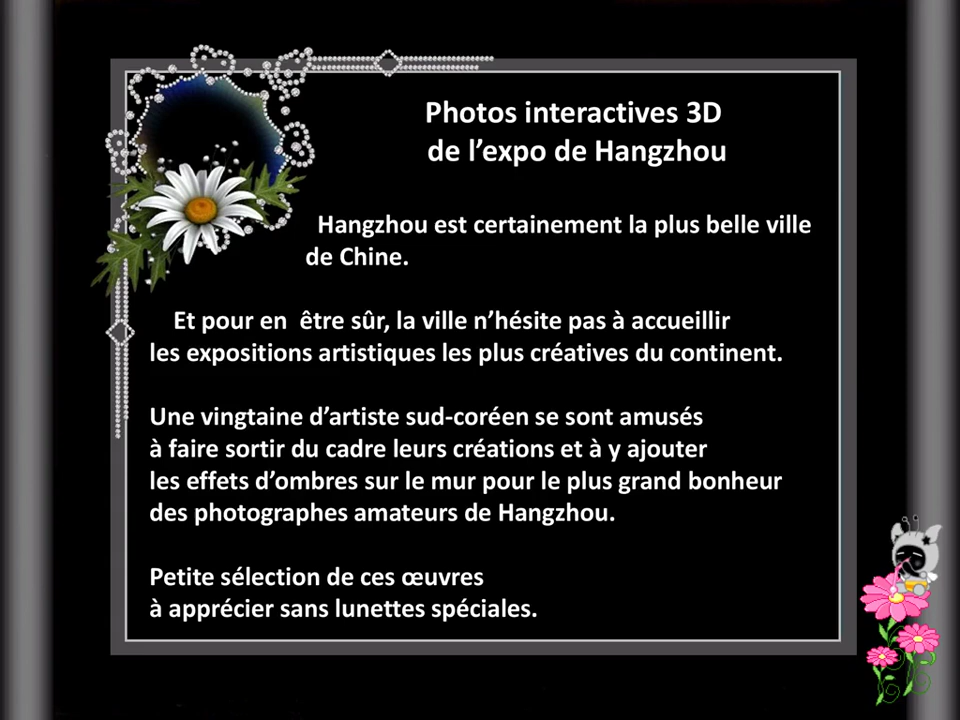 Photos interactives 3D
de l’expo de Hangzhou
Hangzhou est certainement la plus belle ville
de Chine.
Et pour en être sûr, la ville n’hésite pas à accueillir
les expositions artistiques les plus créatives du continent.
Une vingtaine d’artiste sud-coréen se sont amusés
à faire sortir du cadre leurs créations et à y ajouter
les effets d’ombres sur le mur pour le plus grand bonheur
des photographes amateurs de Hangzhou.
Petite sélection de ces œuvres
à apprécier sans lunettes spéciales.